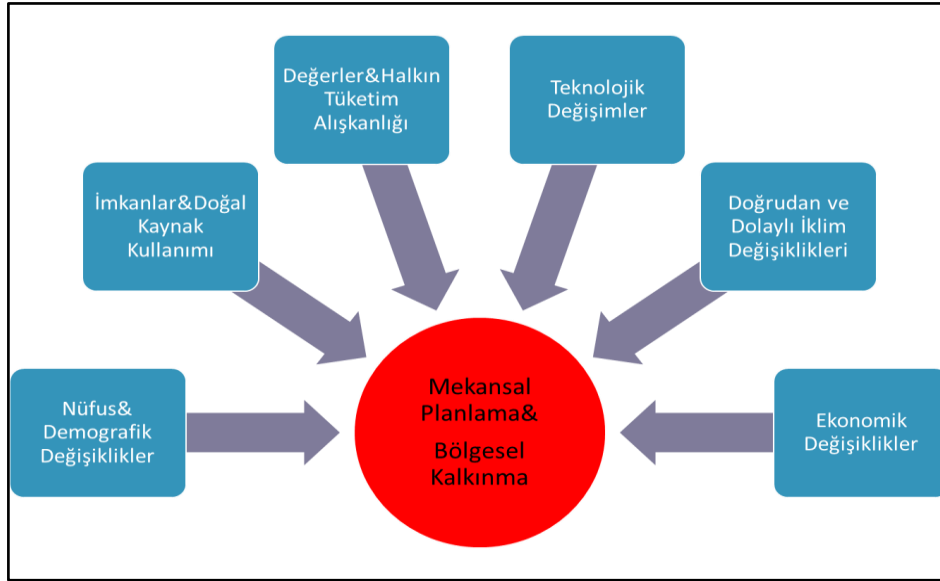 Değerler&Halkın
Tüketim
Alışkanlığı
Teknolojik
Değişimler
İmkanlar&Doğal
Kaynak
Kullanımı
Doğrudan ve
Dolaylı İklim
Değişiklikleri
Nüfus&
Demografik
Değişiklikler
Mekansal
Planlama&
Bölgesel
Kalkınma
Ekonomik
Değişiklikler